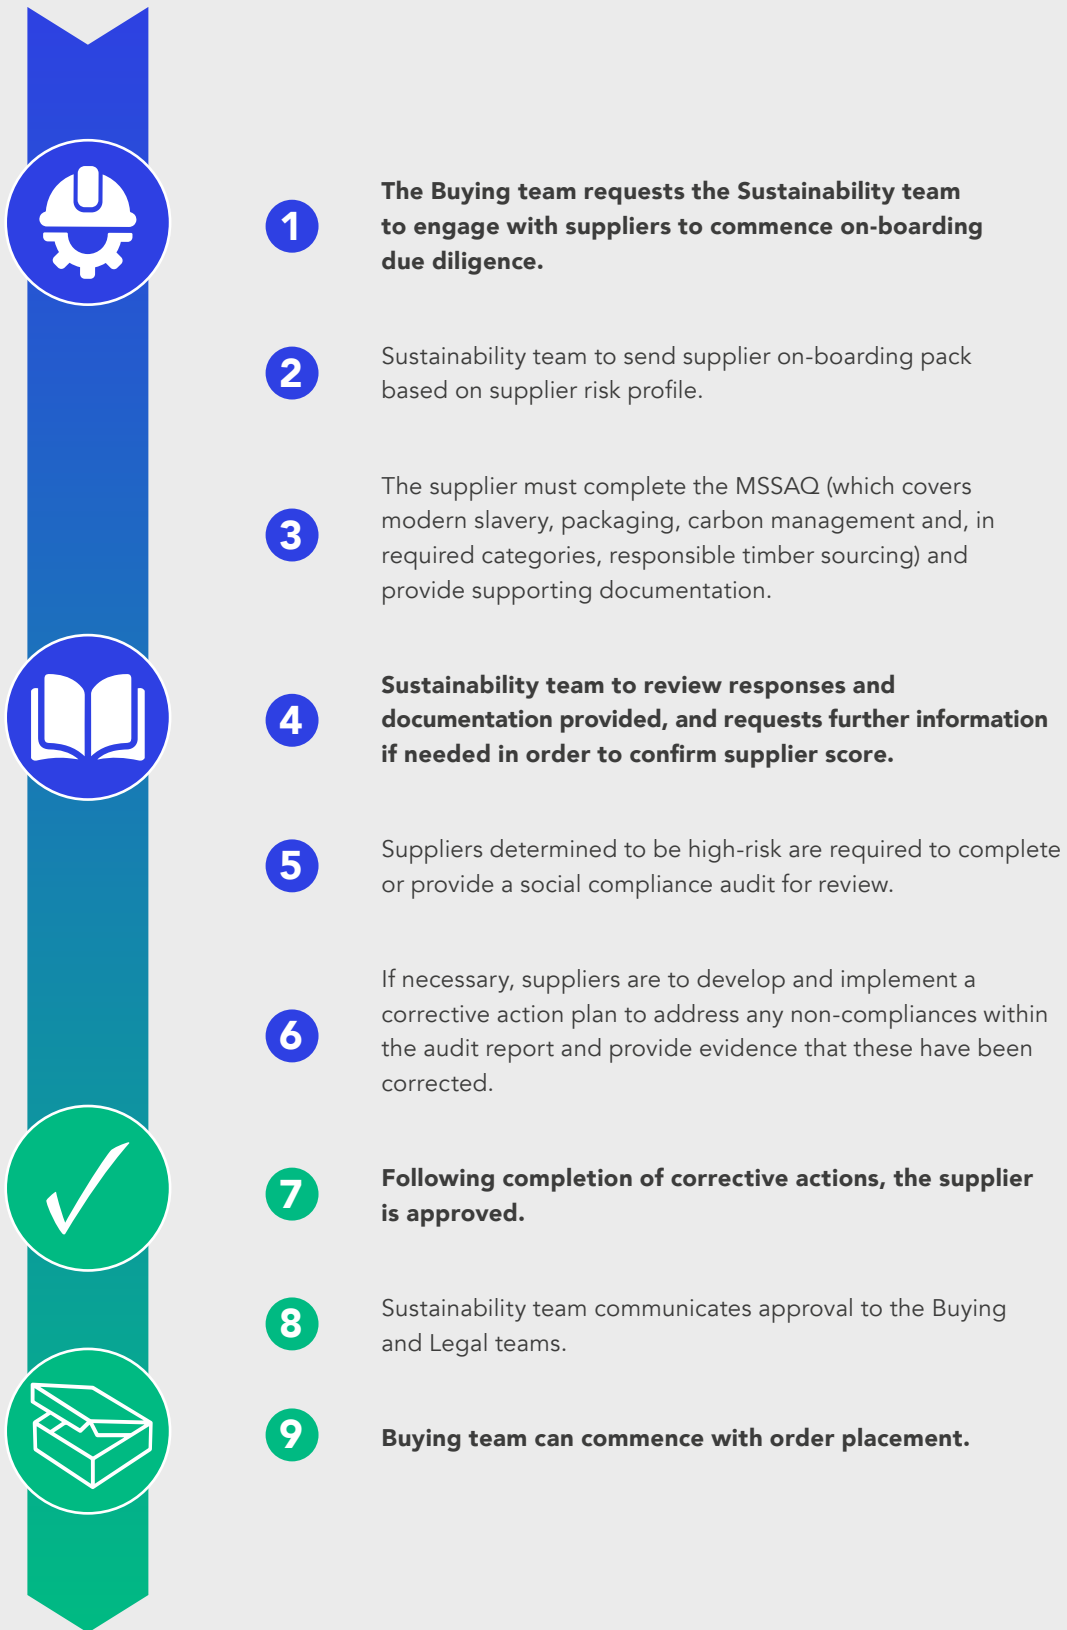 1
The Buying team requests the Sustainability team
to engage with suppliers to commence on-boarding
due diligence.
2
Sustainability team to send supplier on-boarding pack
based on supplier risk profile.
3
The supplier must complete the MSSAQ (which covers
modern slavery, packaging, carbon management and, in
required categories, responsible timber sourcing) and
provide supporting documentation.
4
Sustainability team to review responses and
documentation provided, and requests further information
if needed in order to confirm supplier score.
5
Suppliers determined to be high-risk are required to complete
or provide a social compliance audit for review.
6
If necessary, suppliers are to develop and implement a
corrective action plan to address any non-compliances within
the audit report and provide evidence that these have been
corrected.
7
Following completion of corrective actions, the supplier
is approved.
8
Sustainability team communicates approval to the Buying
and Legal teams.
9
Buying team can commence with order placement.